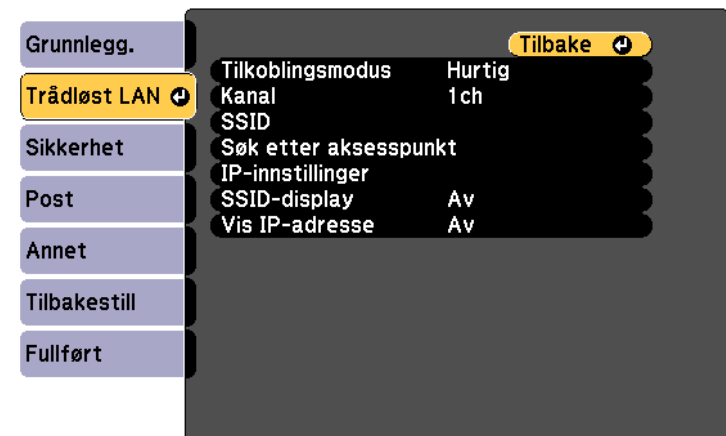 Grunnlegg.
Trådløst LAN
Sikkerhet
Post
Annet
Tilbakestill
Fullført
Tilbake
Tilkoblingsmodus Hurtig
Kanal 1ch
SSID
Søk etter aksesspunkt
IP-innstillinger
SSID-display Av
Vis IP-adresse Av